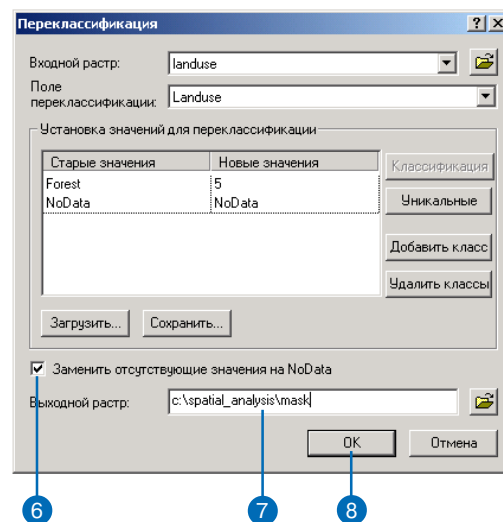 Переклассификация
Входной растр: landuse
Поле переклассификации: Landuse
Установка значений для переклассификации
Старые значения Новые значения
Forest 5
NoData NoData
Классификация
Уникальные
Добавить класс
Удалить классы
Загрузить... Сохранить...
Заменить отсутствующие значения на NoData
Выходной растр: c:\spatial_analysis\mask
OK Отмена
6 7 8